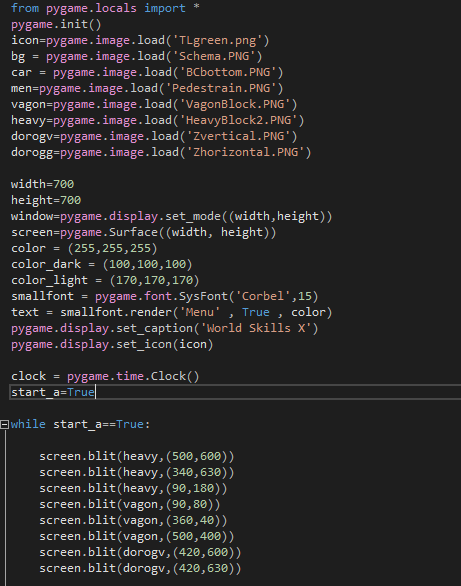 from pygame.locals import *
pygame.init()
icon=pygame.image.load('TLgreen.png')
bg = pygame.image.load('Schema.PNG')
car = pygame.image.load('BCbottom.PNG')
men=pygame.image.load('Pedestrain.PNG')
vagon=pygame.image.load('VagonBlock.PNG')
heavy=pygame.image.load('HeavyBlock2.PNG')
dorogv=pygame.image.load('Zvertical.PNG')
dorogg=pygame.image.load('Zhorizontal.PNG')
width=700
height=700
window=pygame.display.set_mode((width,height))
screen=pygame.Surface((width, height))
color = (255,255,255)
color_dark = (100,100,100)
color_light = (170,170,170)
smallfont = pygame.font.SysFont('Corbel',15)
text = smallfont.render('Menu' , True , color)
pygame.display.set_caption('World Skills X')
pygame.display.set_icon(icon)
clock = pygame.time.Clock()
start_a=True
while start_a==True:
screen.blit(heavy,(500,600))
screen.blit(heavy,(340,630))
screen.blit(heavy,(90,180))
screen.blit(vagon,(90,80))
screen.blit(vagon,(360,40))
screen.blit(vagon,(500,400))
screen.blit(dorogv,(420,600))
screen.blit(dorogv,(420,630))